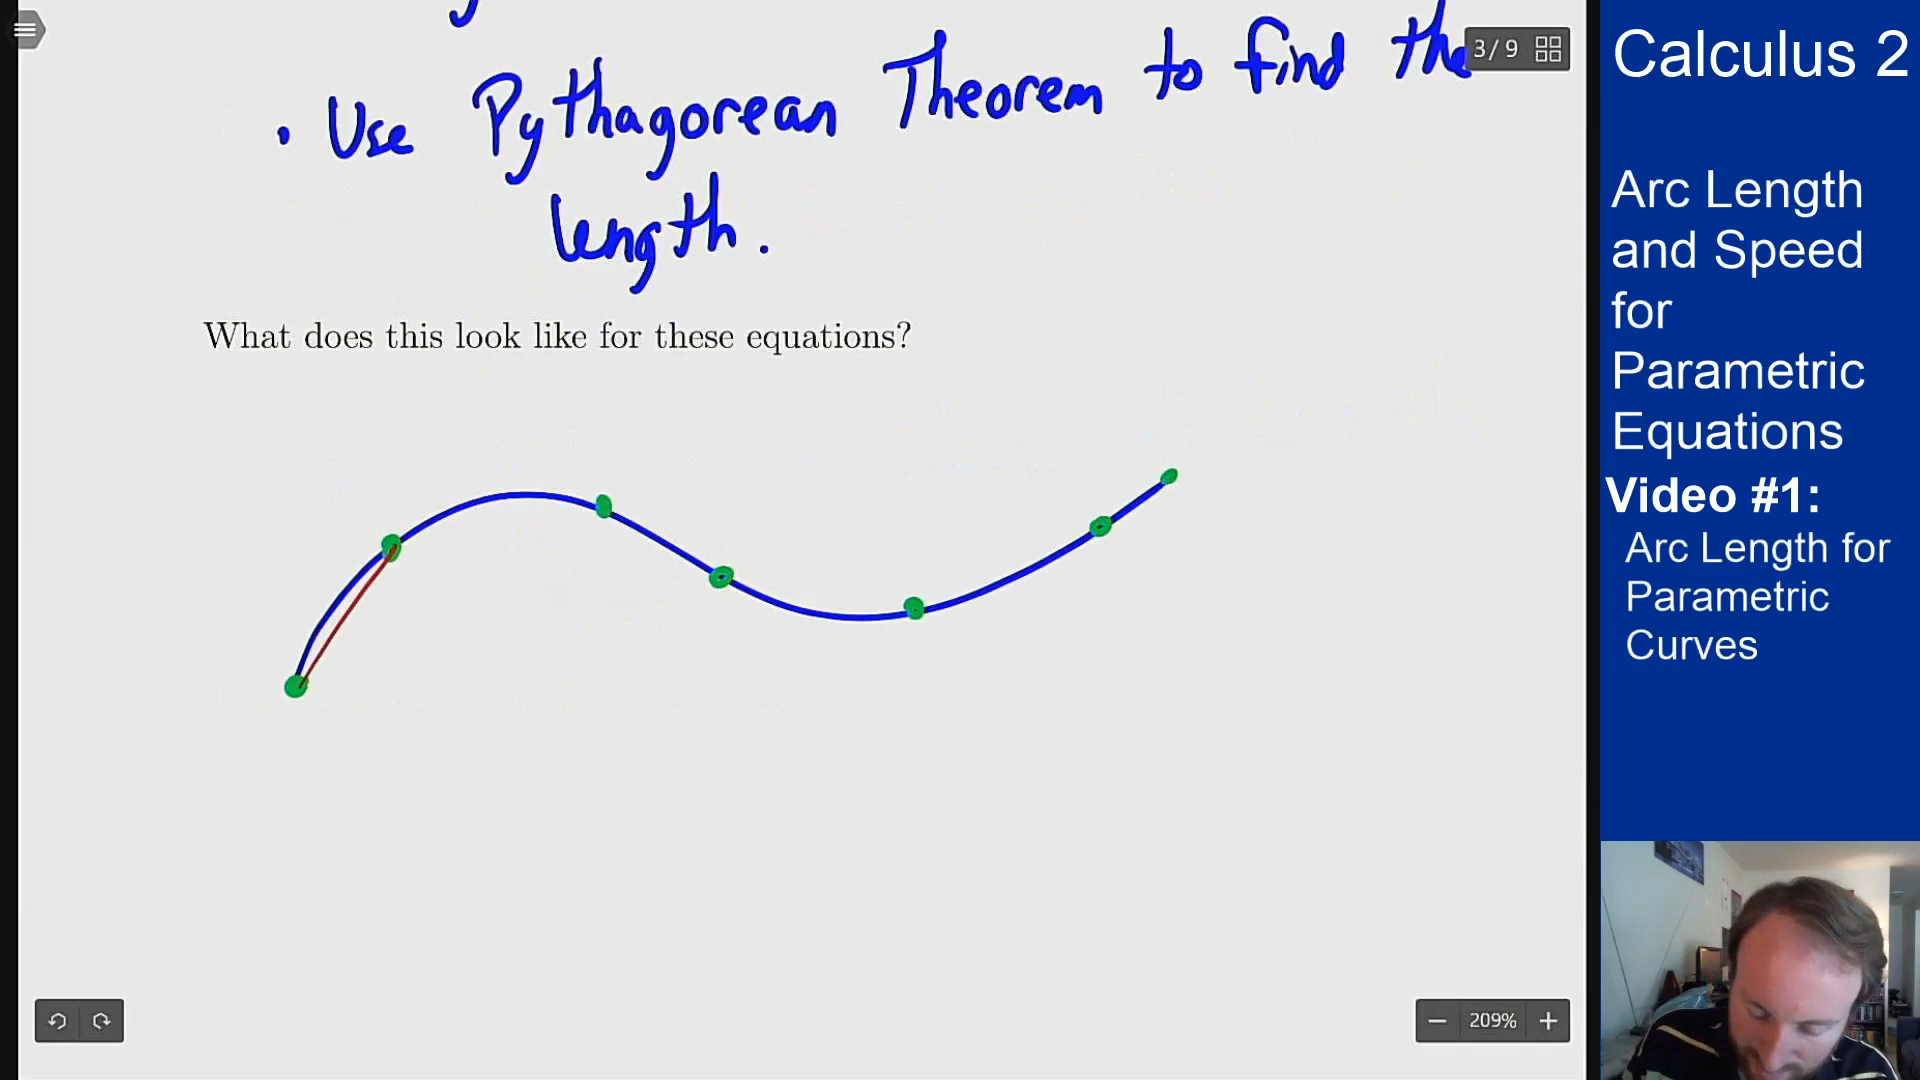 • Use Pythagorean Theorem to find the
length.
What does this look like for these equations?
3 / 9
209%
Calculus 2
Arc Length
and Speed
for
Parametric
Equations
Video #1:
Arc Length for
Parametric
Curves